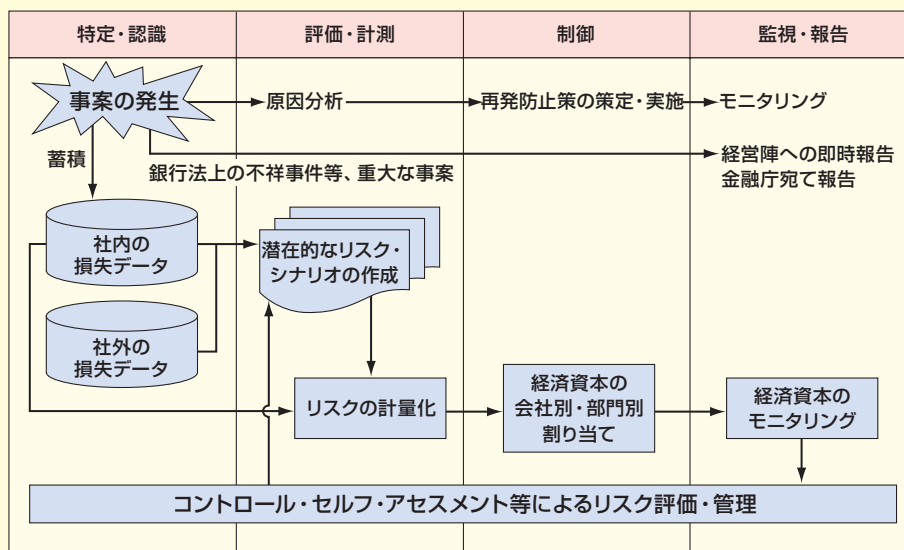 特定・認識
評価・計測
制御
監視・報告
事案の発生
原因分析
再発防止策の策定・実施
モニタリング
蓄積
銀行法上の不祥事件等、重大な事案
経営陣への即時報告
金融庁宛て報告
社内の
損失データ
潜在的なリスク・
シナリオの作成
社外の
損失データ
リスクの計量化
経済資本の
会社別・部門別
割り当て
経済資本の
モニタリング
コントロール・セルフ・アセスメント等によるリスク評価・管理